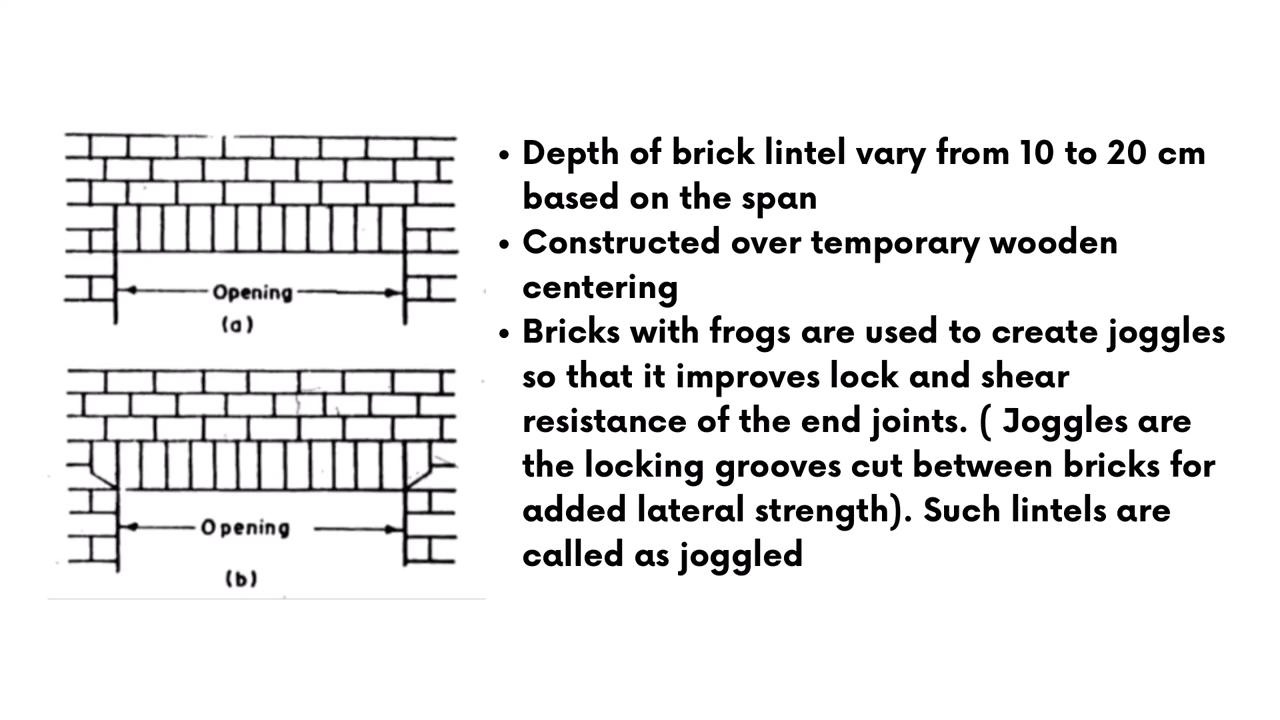 Opening
(a)
Opening
(b)
• Depth of brick lintel vary from 10 to 20 cm
based on the span
• Constructed over temporary wooden
centering
• Bricks with frogs are used to create joggles
so that it improves lock and shear
resistance of the end joints. ( Joggles are
the locking grooves cut between bricks for
added lateral strength). Such lintels are
called as joggled